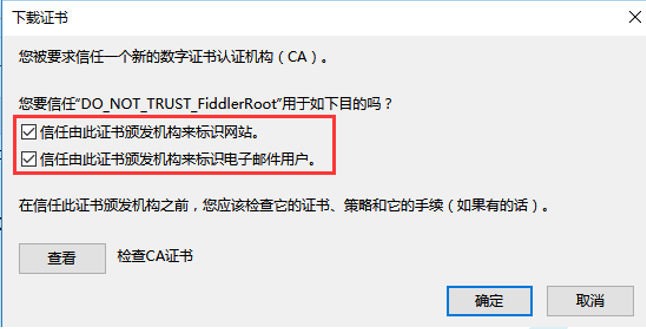 下载证书
您被要求信任一个新的数字证书认证机构（CA）。
您要信任“DO_NOT_TRUST_FiddlerRoot”用于如下目的吗？
信任由此证书颁发机构来标识网站。
信任由此证书颁发机构来标识电子邮件用户。
在信任此证书颁发机构之前，您应该检查它的证书、策略和它的手续（如果有的话）。
查看 检查CA证书
确定 取消